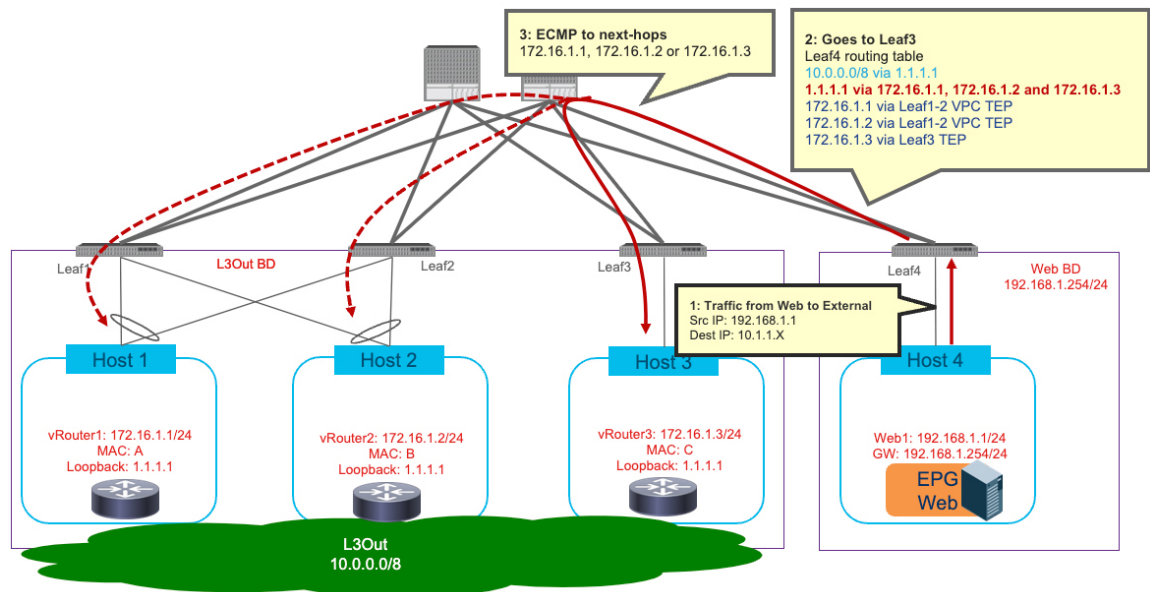 3: ECMP to next-hops
172.16.1.1, 172.16.1.2 or 172.16.1.3
2: Goes to Leaf3
Leaf4 routing table
10.0.0.0/8 via 1.1.1.1
1.1.1.1 via 172.16.1.1, 172.16.1.2 and 172.16.1.3
172.16.1.1 via Leaf1-2 VPC TEP
172.16.1.2 via Leaf1-2 VPC TEP
172.16.1.3 via Leaf3 TEP
Leaf1
L3Out BD
Leaf2
Leaf3
Leaf4
Web BD
192.168.1.254/24
1: Traffic from Web to External
Src IP: 192.168.1.1
Dest IP: 10.1.1.X
Host 1
Host 2
Host 3
Host 4
vRouter1: 172.16.1.1/24
MAC: A
Loopback: 1.1.1.1
vRouter2: 172.16.1.2/24
MAC: B
Loopback: 1.1.1.1
vRouter3: 172.16.1.3/24
MAC: C
Loopback: 1.1.1.1
Web1: 192.168.1.1/24
GW: 192.168.1.254/24
EPG
Web
L3Out
10.0.0.0/8